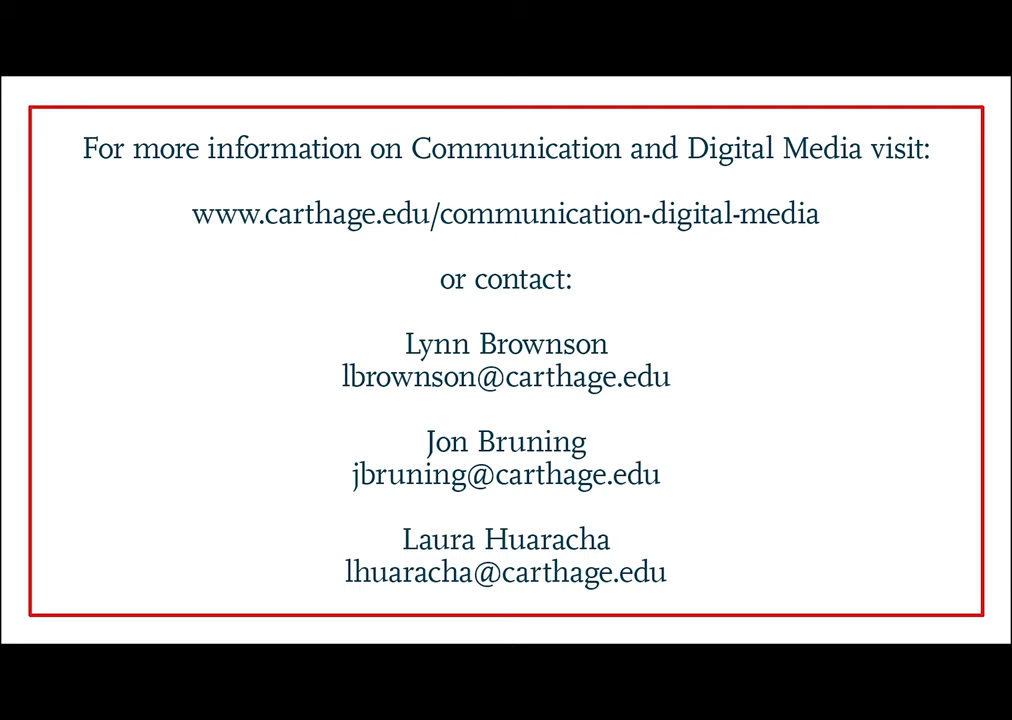 For more information on Communication and Digital Media visit:
www.carthage.edu/communication-digital-media
or contact:
Lynn Brownson
lbrownson@carthage.edu
Jon Bruning
jbruning@carthage.edu
Laura Huaracha
lhuaracha@carthage.edu